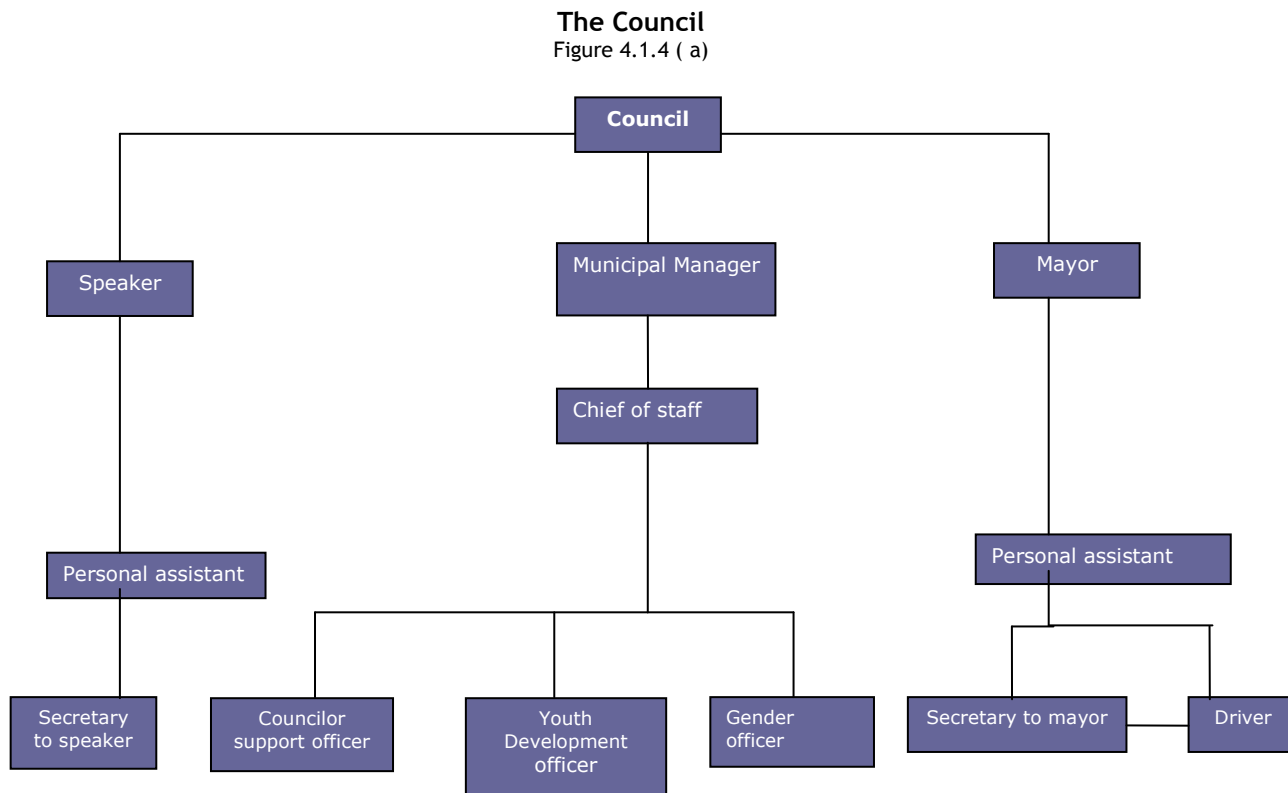 The Council
Figure 4.1.4 ( a)
Council
Speaker
Municipal Manager
Mayor
Chief of staff
Personal assistant
Personal assistant
Secretary
to speaker
Councilor
support officer
Youth
Development
officer
Gender
officer
Secretary to mayor
Driver